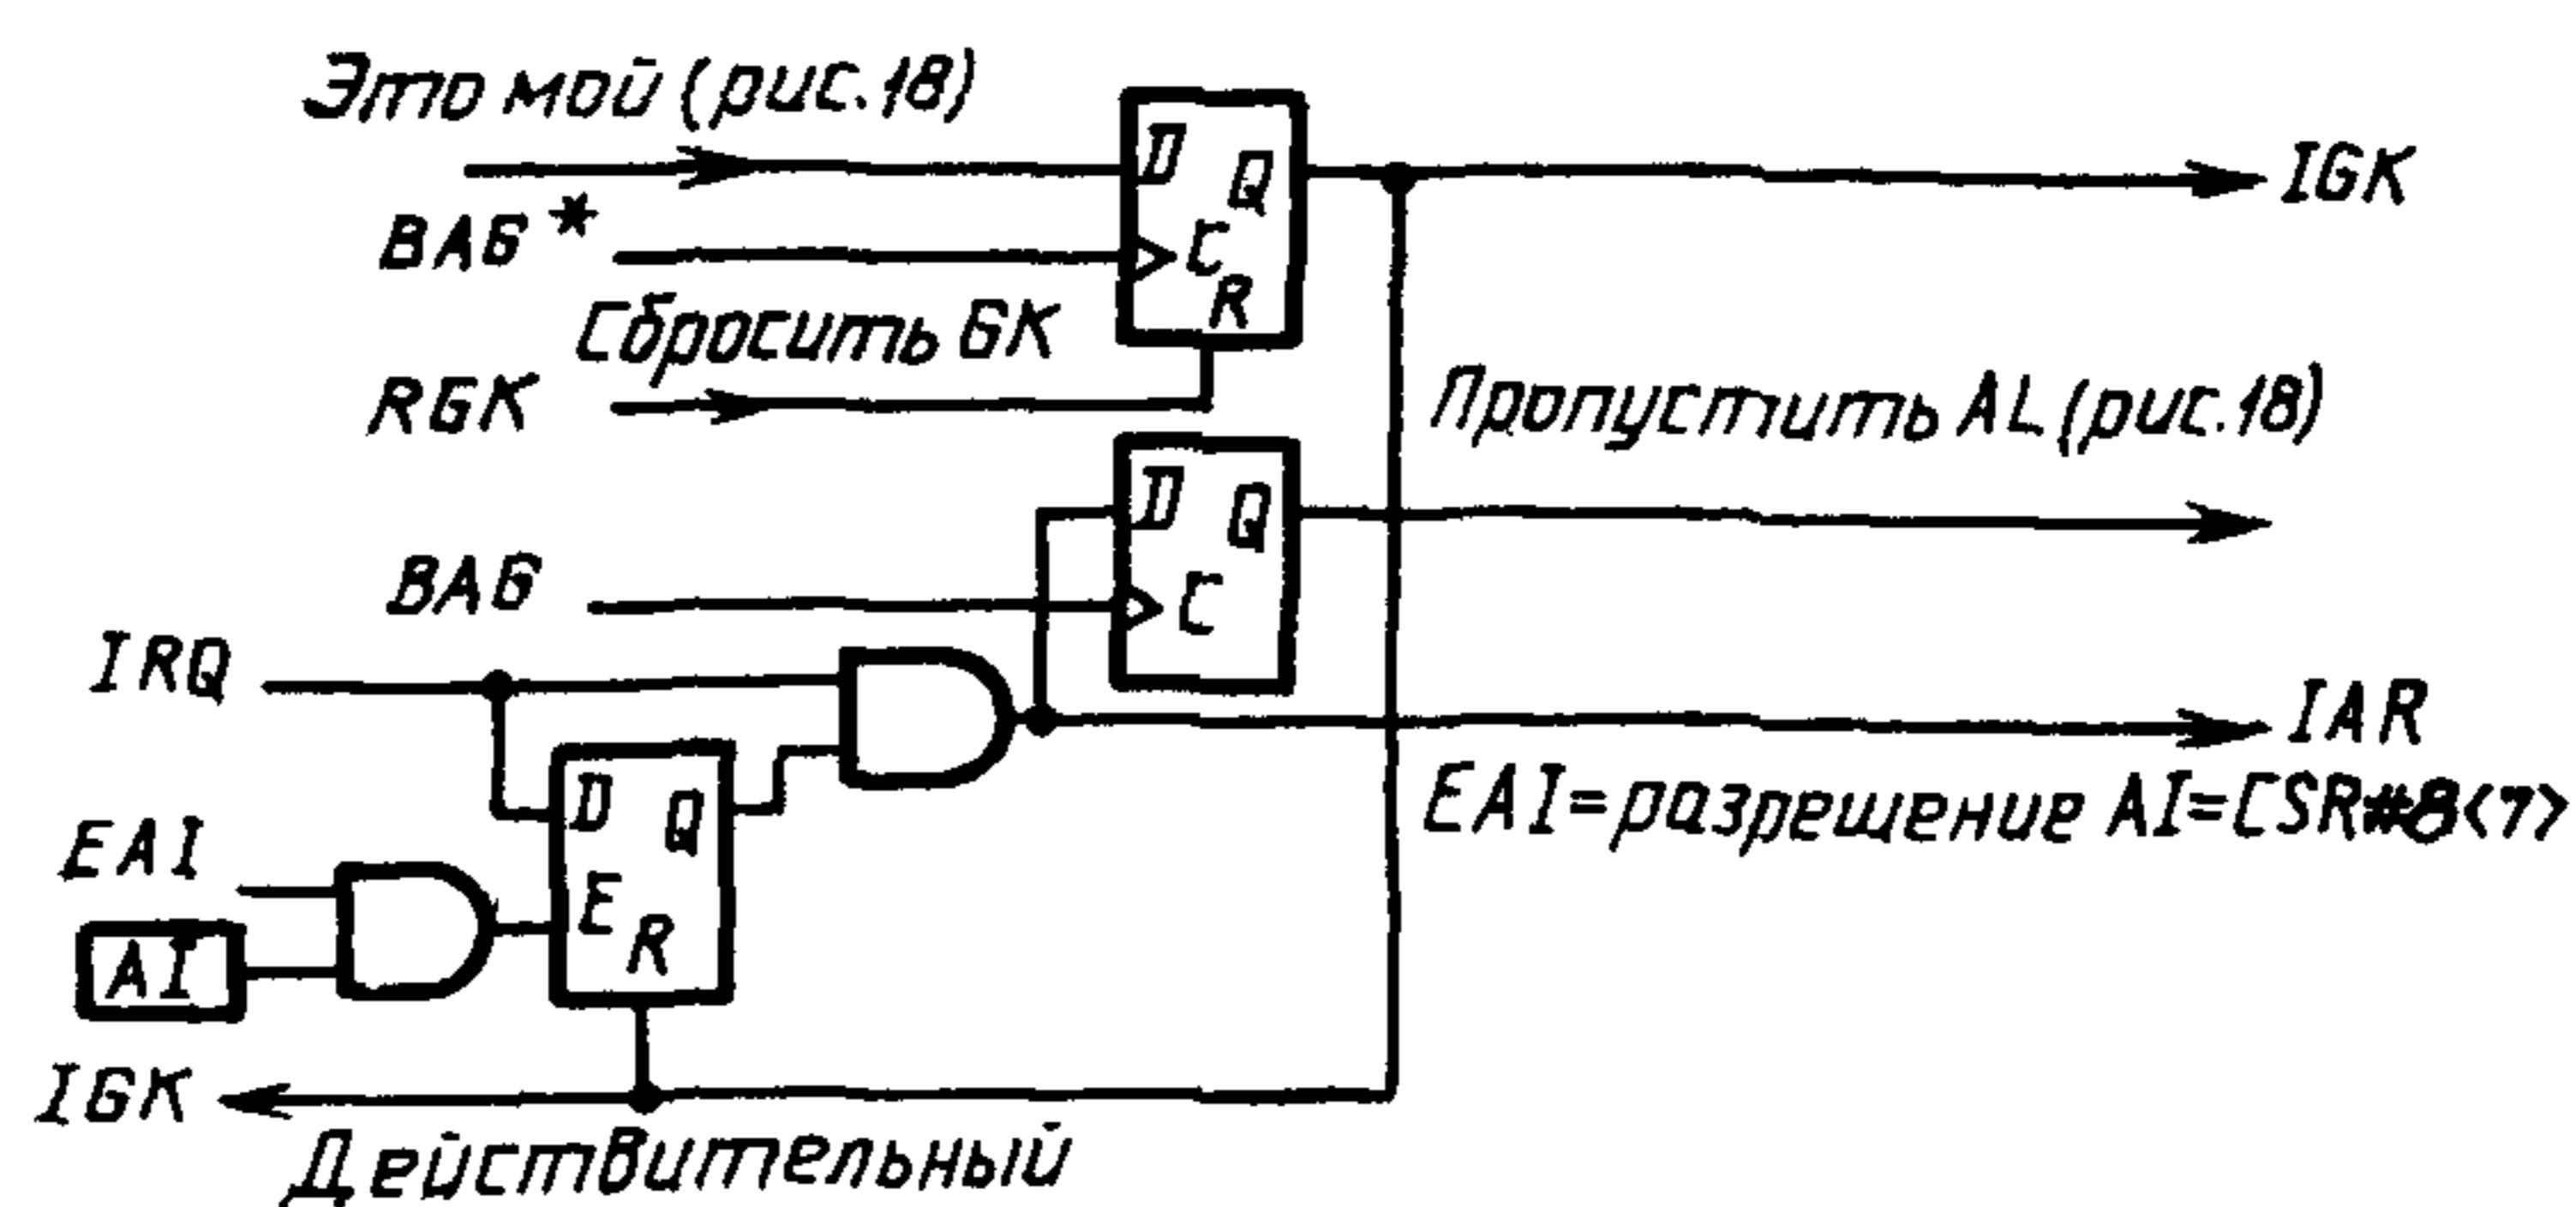 Это мой (рис. 18)
D
Q
IGK
BAG*
C
R
Сбросить GK
RGK
Пропустить AL (рис. 18)
D
Q
BAG
C
IRQ
IAR
D
Q
EAI=разрешение AI=CSR#8<7>
EAI
E
R
AI
IGK
Действительный